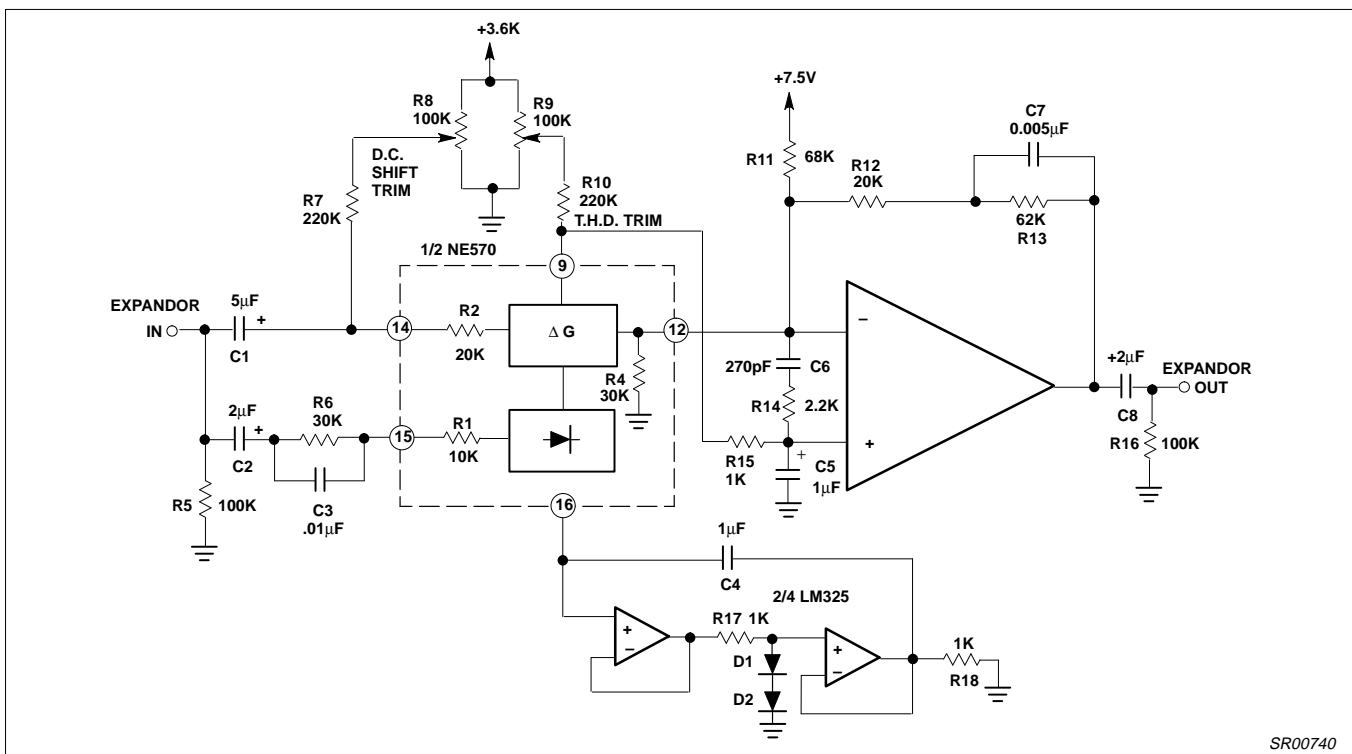 +3.6K
R8
100K
R9
100K
D.C.
SHIFT
TRIM
R7
220K
R10
220K
T.H.D. TRIM
+7.5V
R11
68K
R12
20K
C7
0.005µF
62K
R13
1/2 NE570
9
EXPANDOR
IN
5µF
+
C1
14
R2
20K
∆ G
12
R4
30K
2µF
+
C2
R6
30K
C3
.01µF
15
R1
10K
R5
100K
16
270pF
C6
R14
2.2K
R15
1K
+
C5
1µF
–
+
+2µF
C8
EXPANDOR
OUT
R16
100K
1µF
C4
2/4 LM325
+
–
R17 1K
D1
D2
+
–
1K
R18
SR00740